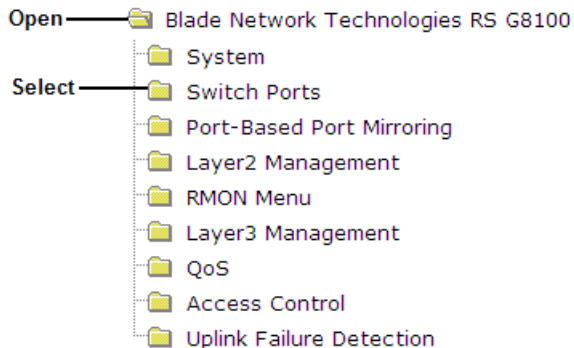 Open Blade Network Technologies RS G8100
System
Select Switch Ports
Port-Based Port Mirroring
Layer2 Management
RMON Menu
Layer3 Management
QoS
Access Control
Uplink Failure Detection